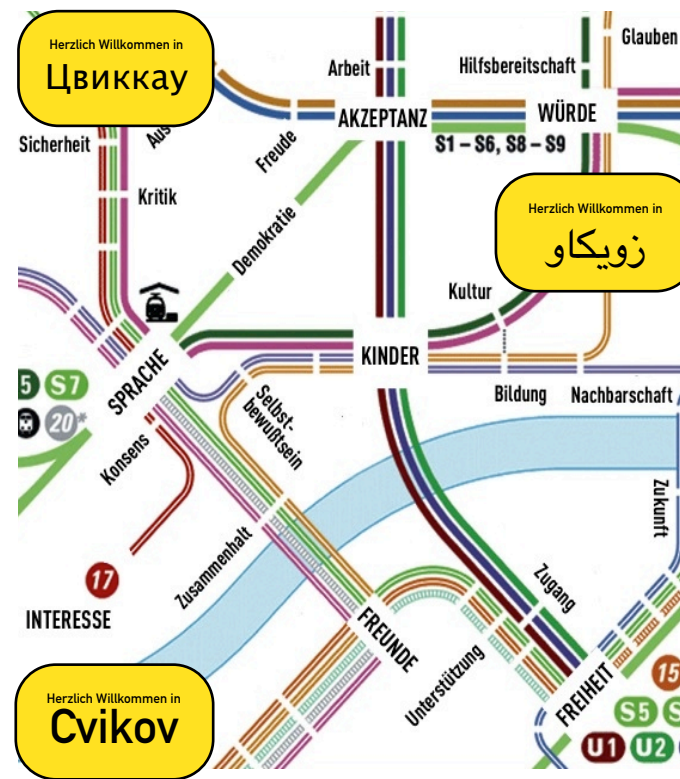 Herzlich Willkommen in
Цвиккау
Glauben
Arbeit
Hilfsbereitschaft
AKZEPTANZ
WÜRDE
S1 – S6, S8 – S9
Sicherheit
Aus
Freude
Kritik
Demokratie
Herzlich Willkommen in
زويكاو
Kultur
KINDER
SPRACHE
5 S7
20*
Selbst-
bewußtsein
Bildung
Nachbarschaft
Konsens
Zukunft
Zusammenhalt
17
INTERESSE
Zugang
FREUNDE
Unterstützung
FREIHEIT
15
S5 S
U1 U2
Herzlich Willkommen in
Cvikov